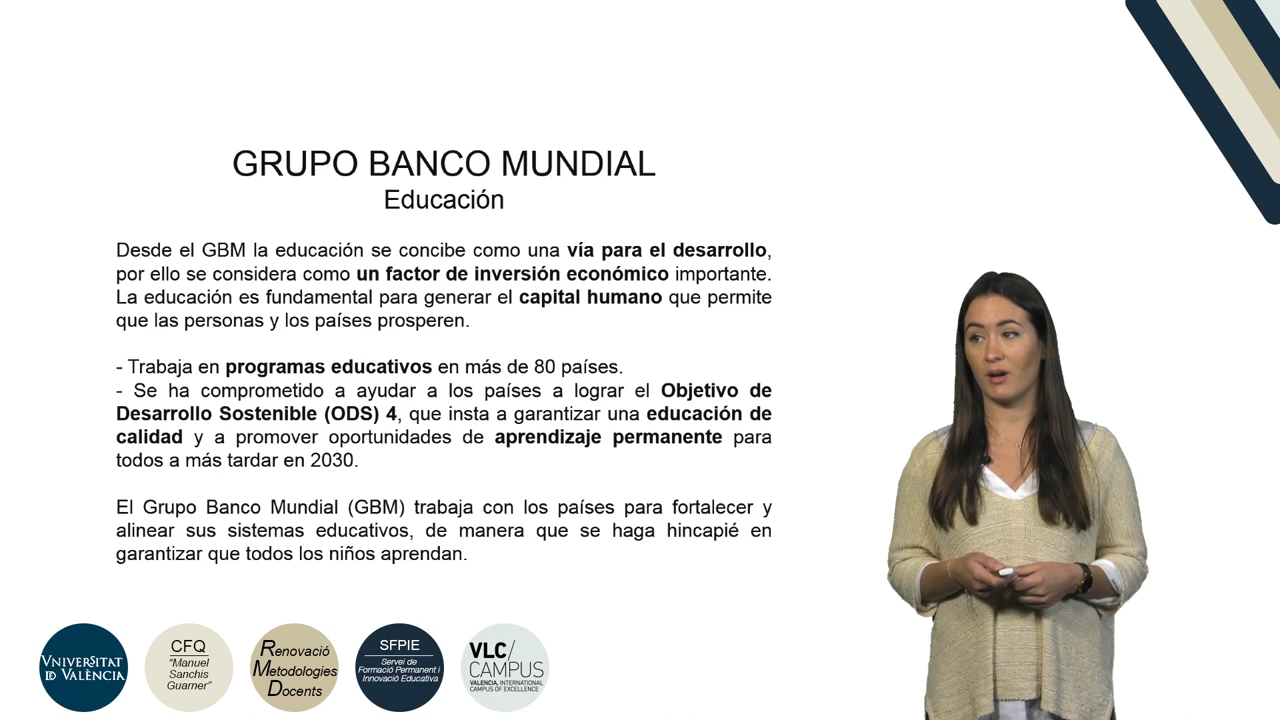 GRUPO BANCO MUNDIAL
Educación
Desde el GBM la educación se concibe como una vía para el desarrollo,
por ello se considera como un factor de inversión económico importante.
La educación es fundamental para generar el capital humano que permite
que las personas y los países prosperen.
- Trabaja en programas educativos en más de 80 países.
- Se ha comprometido a ayudar a los países a lograr el Objetivo de
Desarrollo Sostenible (ODS) 4, que insta a garantizar una educación de
calidad y a promover oportunidades de aprendizaje permanente para
todos a más tardar en 2030.
El Grupo Banco Mundial (GBM) trabaja con los países para fortalecer y
alinear sus sistemas educativos, de manera que se haga hincapié en
garantizar que todos los niños aprendan.
VNIVERSITAT
ID VALÈNCIA
CFQ
"Manuel
Sanchis
Guarner"
Renovació
Metodologies
Docents
SFPIE
Servei de
Formació Permanent i
Innovació Educativa
VLC/
CAMPUS
VALENCIA, INTERNATIONAL
CAMPUS OF EXCELLENCE